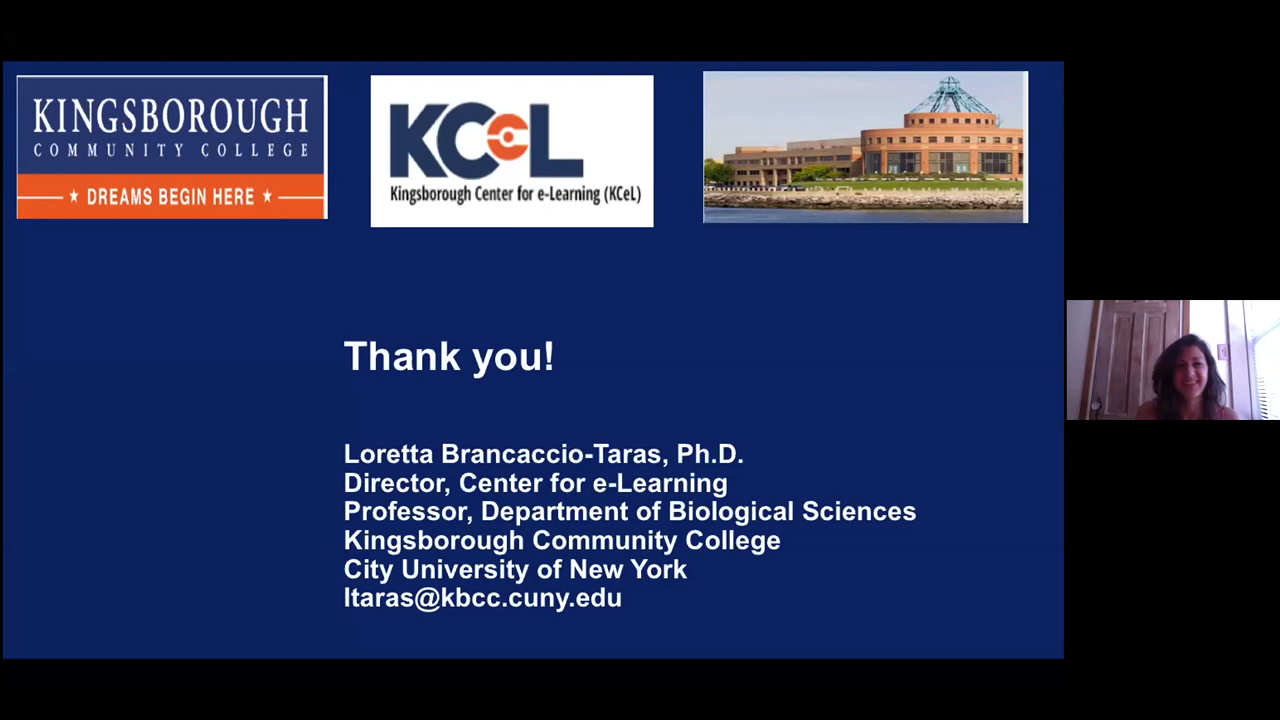 KINGSBOROUGH
COMMUNITY COLLEGE
★ DREAMS BEGIN HERE ★
KCeL
Kingsborough Center for e-Learning (KCeL)
Thank you!
Loretta Brancaccio-Taras, Ph.D.
Director, Center for e-Learning
Professor, Department of Biological Sciences
Kingsborough Community College
City University of New York
ltaras@kbcc.cuny.edu